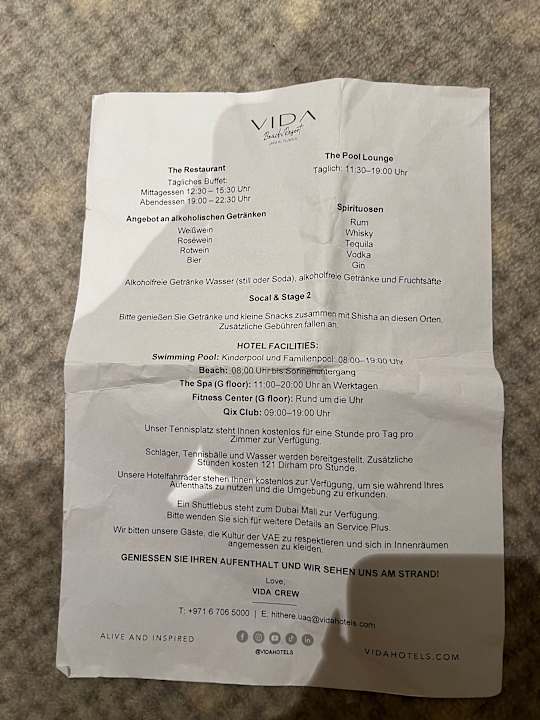 VIDA
Beach Resort
The Restaurant
Tägliches Buffet:
Mittagessen 12:30 – 15:30 Uhr
Abendessen 19:00 – 22:30 Uhr
The Pool Lounge
Täglich: 11:30–19:00 Uhr
Angebot an alkoholischen Getränken
Weißwein
Roséwein
Rotwein
Bier
Spirituosen
Rum
Whisky
Tequila
Vodka
Gin
Alkoholfreie Getränke Wasser (still oder Soda), alkoholfreie Getränke und Fruchtsäfte
Socal & Stage 2
Bitte genießen Sie Getränke und kleine Snacks zusammen mit Shisha an diesen Orten.
Zusätzliche Gebühren fallen an.
HOTEL FACILITIES:
Swimming Pool: Kinderpool und Familienpool: 08:00–19:00 Uhr
Beach: 08:00 Uhr bis Sonnenuntergang
The Spa (G floor): 11:00–20:00 Uhr an Werktagen
Fitness Center (G floor): Rund um die Uhr
Qix Club: 09:00–19:00 Uhr
Unser Tennisplatz steht Ihnen kostenlos für eine Stunde pro Tag pro
Zimmer zur Verfügung.
Schläger, Tennisbälle und Wasser werden bereitgestellt. Zusätzliche
Stunden kosten 121 Dirham pro Stunde.
Unsere Hotelfahrräder stehen Ihnen kostenlos zur Verfügung, um sie während Ihres
Aufenthalts zu nutzen und die Umgebung zu erkunden.
Ein Shuttlebus steht zum Dubai Mall zur Verfügung.
Bitte wenden Sie sich für weitere Details an Service Plus.
Wir bitten unsere Gäste, die Kultur der VAE zu respektieren und sich in Innenräumen
angemessen zu kleiden.
GENIESSEN SIE IHREN AUFENTHALT UND WIR SEHEN UNS AM STRAND!
Love,
VIDA CREW
T: +971 6 706 5000 | E: hithere.uaq@vidahotels.com
ALIVE AND INSPIRED
@VIDAHOTELS
VIDAHOTELS.COM